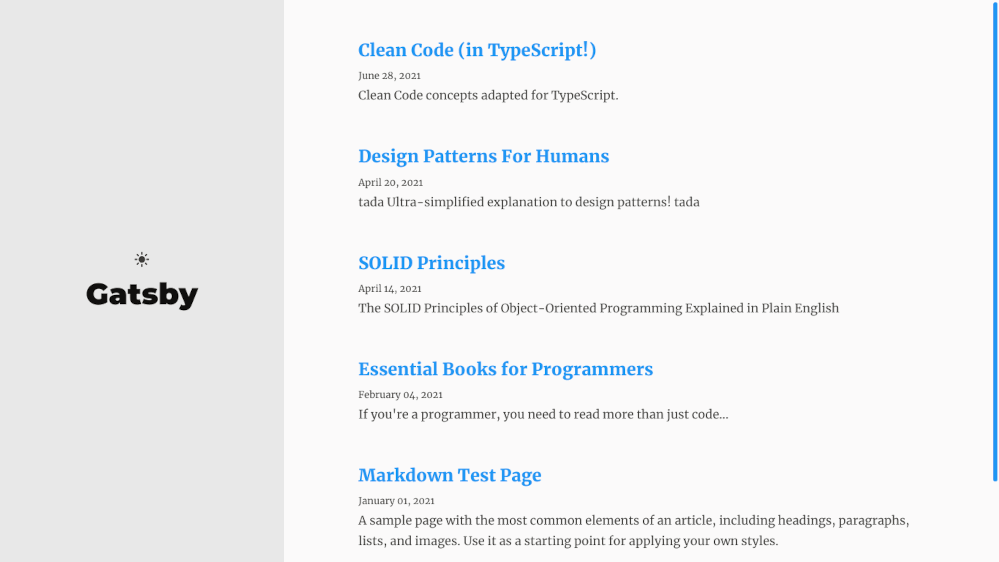 Gatsby
Clean Code (in TypeScript!)
June 28, 2021
Clean Code concepts adapted for TypeScript.
Design Patterns For Humans
April 20, 2021
tada Ultra-simplified explanation to design patterns! tada
SOLID Principles
April 14, 2021
The SOLID Principles of Object-Oriented Programming Explained in Plain English
Essential Books for Programmers
February 04, 2021
If you're a programmer, you need to read more than just code...
Markdown Test Page
January 01, 2021
A sample page with the most common elements of an article, including headings, paragraphs,
lists, and images. Use it as a starting point for applying your own styles.